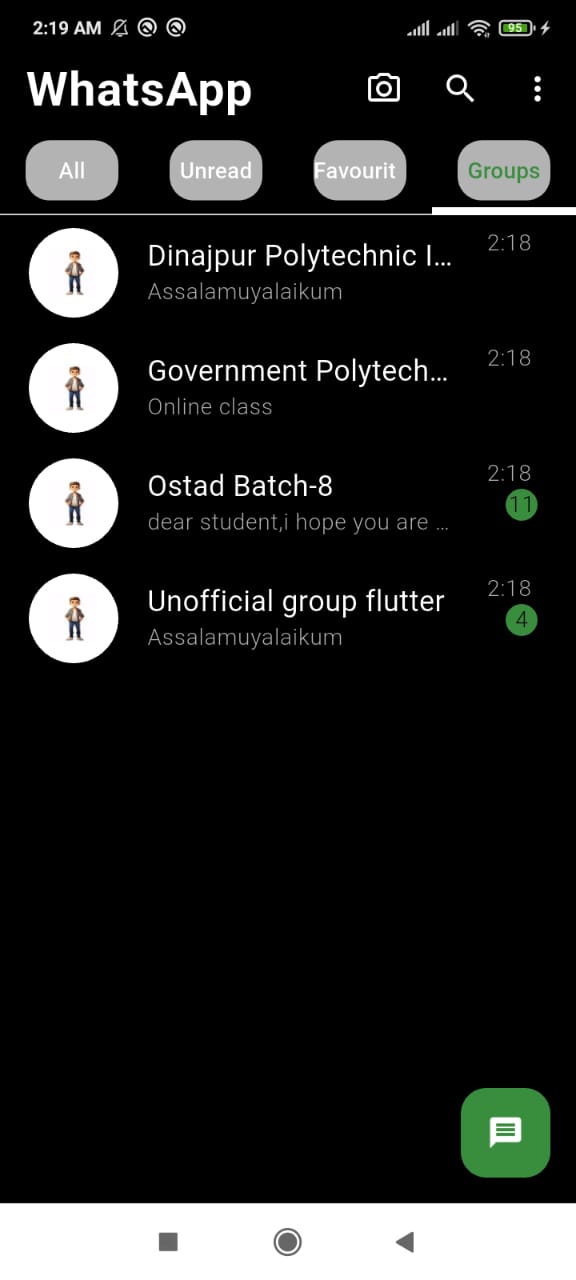 2:19 AM 95
WhatsApp
All Unread Favourit Groups
Dinajpur Polytechnic I... 2:18
Assalamuyalaikum
Government Polytech... 2:18
Online class
Ostad Batch-8 2:18
dear student,i hope you are ... 11
Unofficial group flutter 2:18
Assalamuyalaikum 4